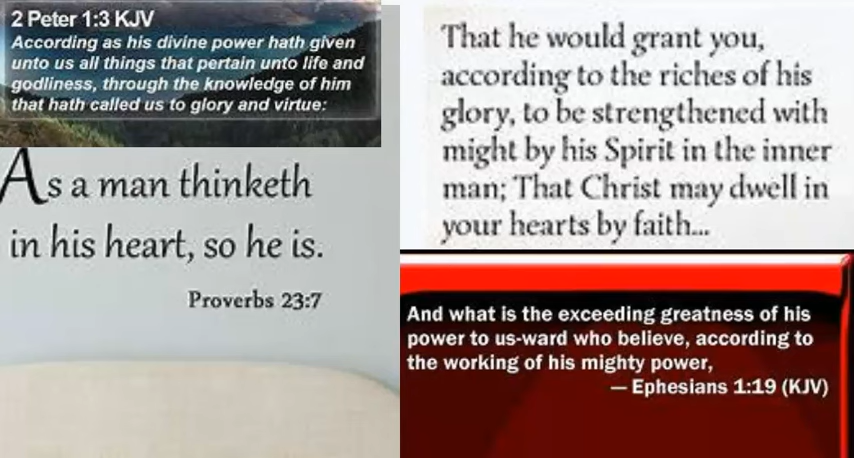 2 Peter 1:3 KJV
According as his divine power hath given
unto us all things that pertain unto life and
godliness, through the knowledge of him
that hath called us to glory and virtue:
As a man thinketh
in his heart, so he is.
Proverbs 23:7
That he would grant you,
according to the riches of his
glory, to be strengthened with
might by his Spirit in the inner
man; That Christ may dwell in
your hearts by faith...
And what is the exceeding greatness of his
power to us-ward who believe, according to
the working of his mighty power,
— Ephesians 1:19 (KJV)